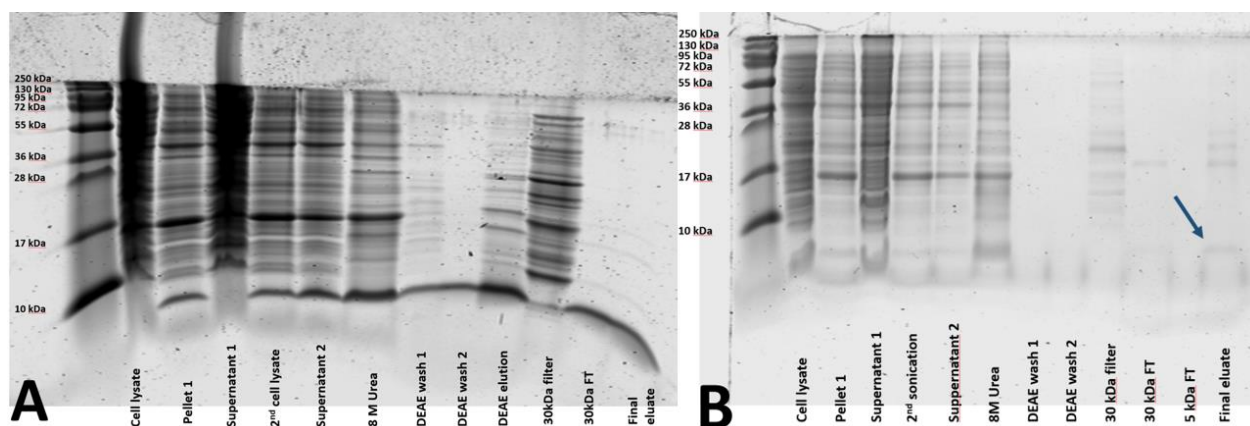 250 kDa
130 kDa
95 kDa
72 kDa
55 kDa
36 kDa
28 kDa
17 kDa
10 kDa
A
Cell lysate
Pellet 1
Supernatant 1
2nd cell lysate
Supernatant 2
8 M Urea
DEAE wash 1
DEAE wash 2
DEAE elution
30kDa filter
30kDa FT
Final
eluate
250 kDa
130 kDa
95 kDa
72 kDa
55 kDa
36 kDa
28 kDa
17 kDa
10 kDa
B
Cell lysate
Pellet 1
Supernatant 1
2nd sonication
Suppernatant 2
8M Urea
DEAE wash 1
DEAE wash 2
30 kDa filter
30 kDa FT
5 kDa FT
Final eluate